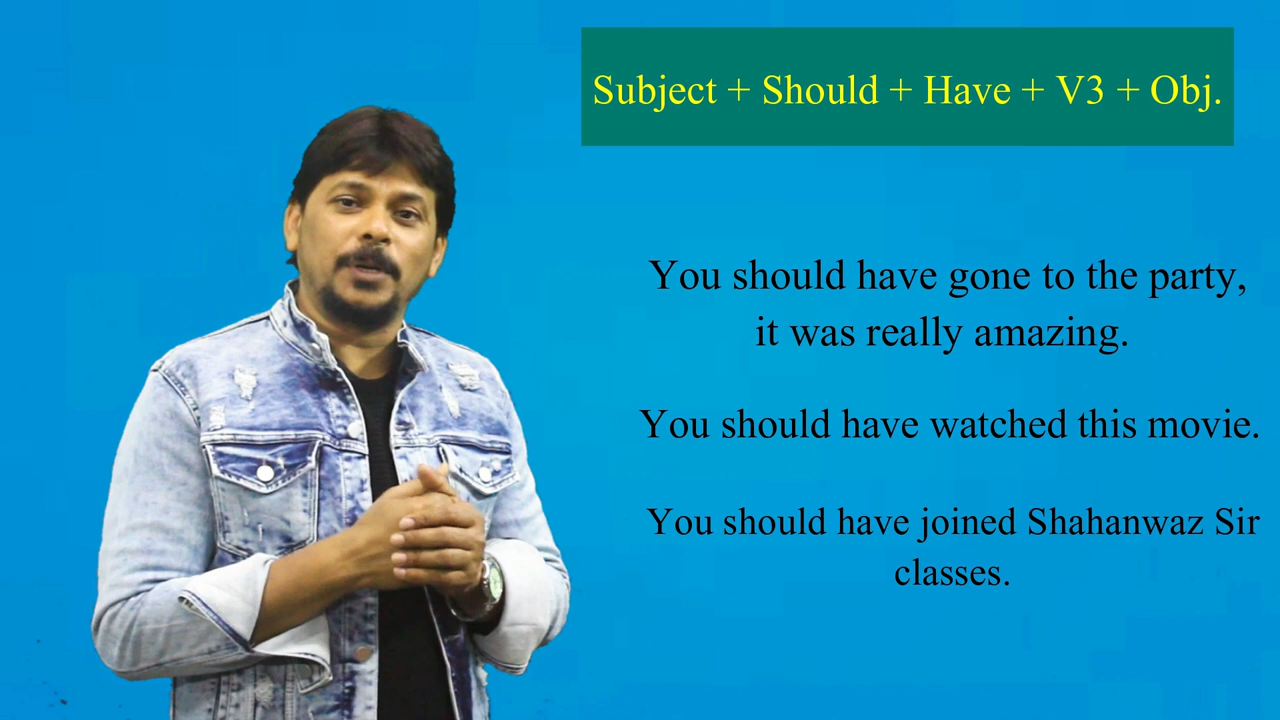 Subject + Should + Have + V3 + Obj.
You should have gone to the party,
it was really amazing.
You should have watched this movie.
You should have joined Shahanwaz Sir
classes.